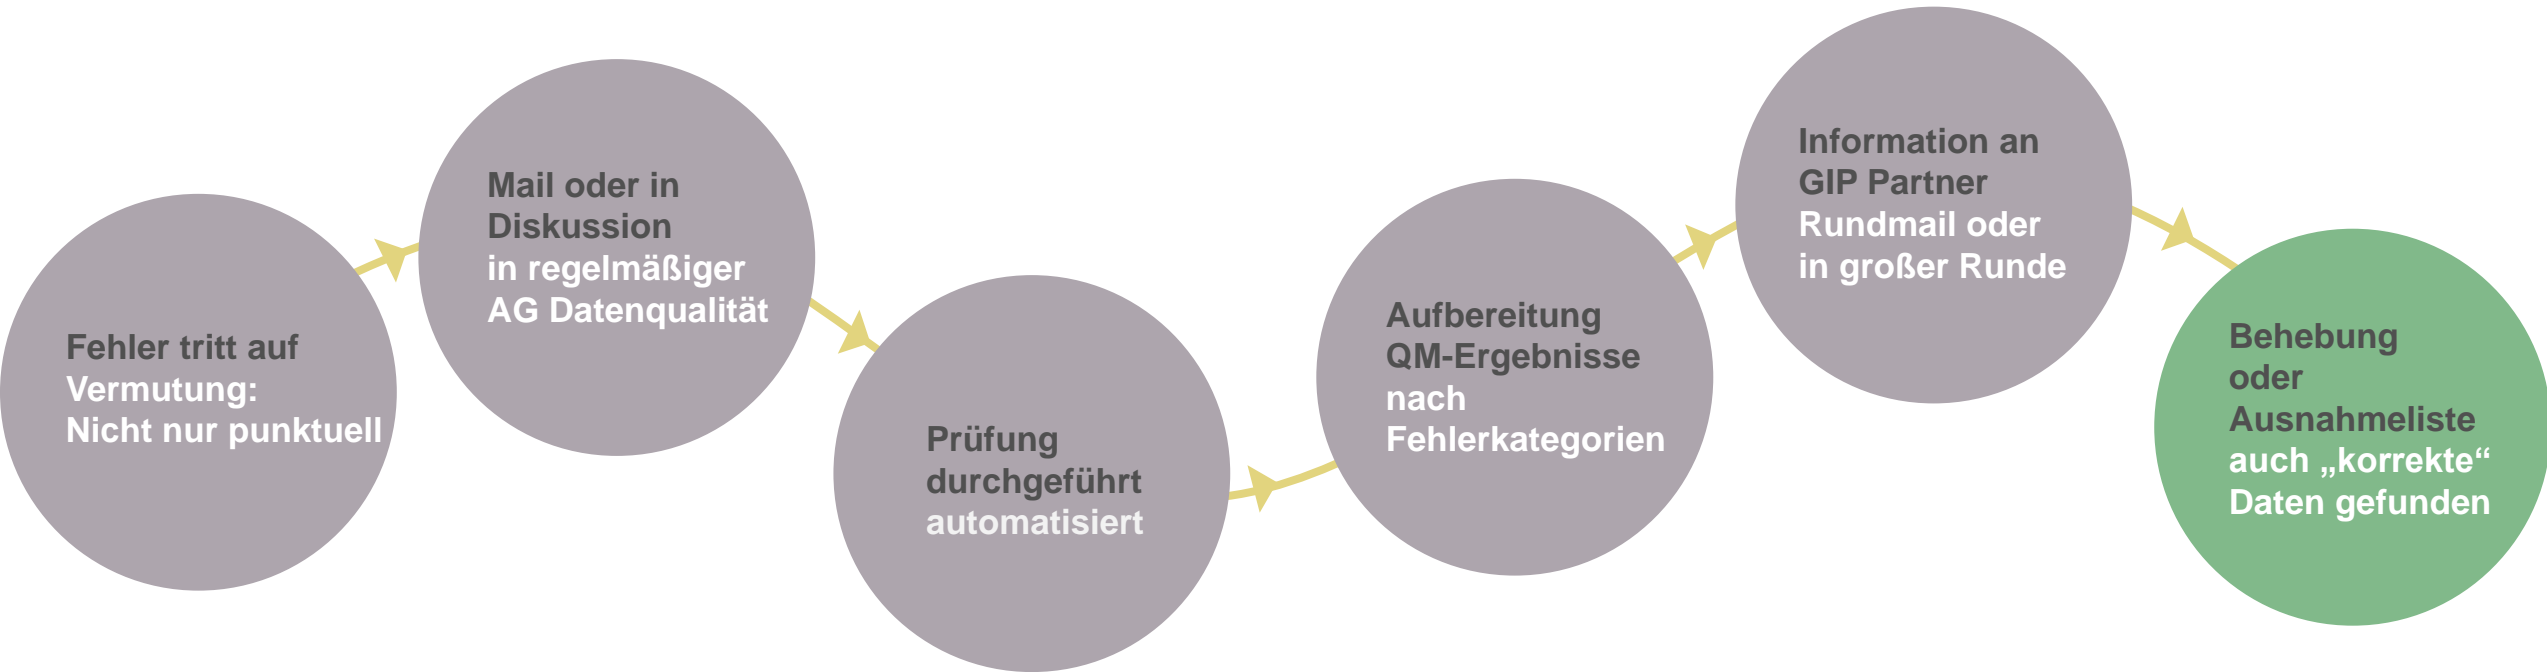 Fehler tritt auf
Vermutung:
Nicht nur punktuell
Mail oder in
Diskussion
in regelmäßiger
AG Datenqualität
Prüfung
durchgeführt
automatisiert
Aufbereitung
QM-Ergebnisse
nach
Fehlerkategorien
Information an
GIP Partner
Rundmail oder
in großer Runde
Behebung
oder
Ausnahmeliste
auch „korrekte“
Daten gefunden